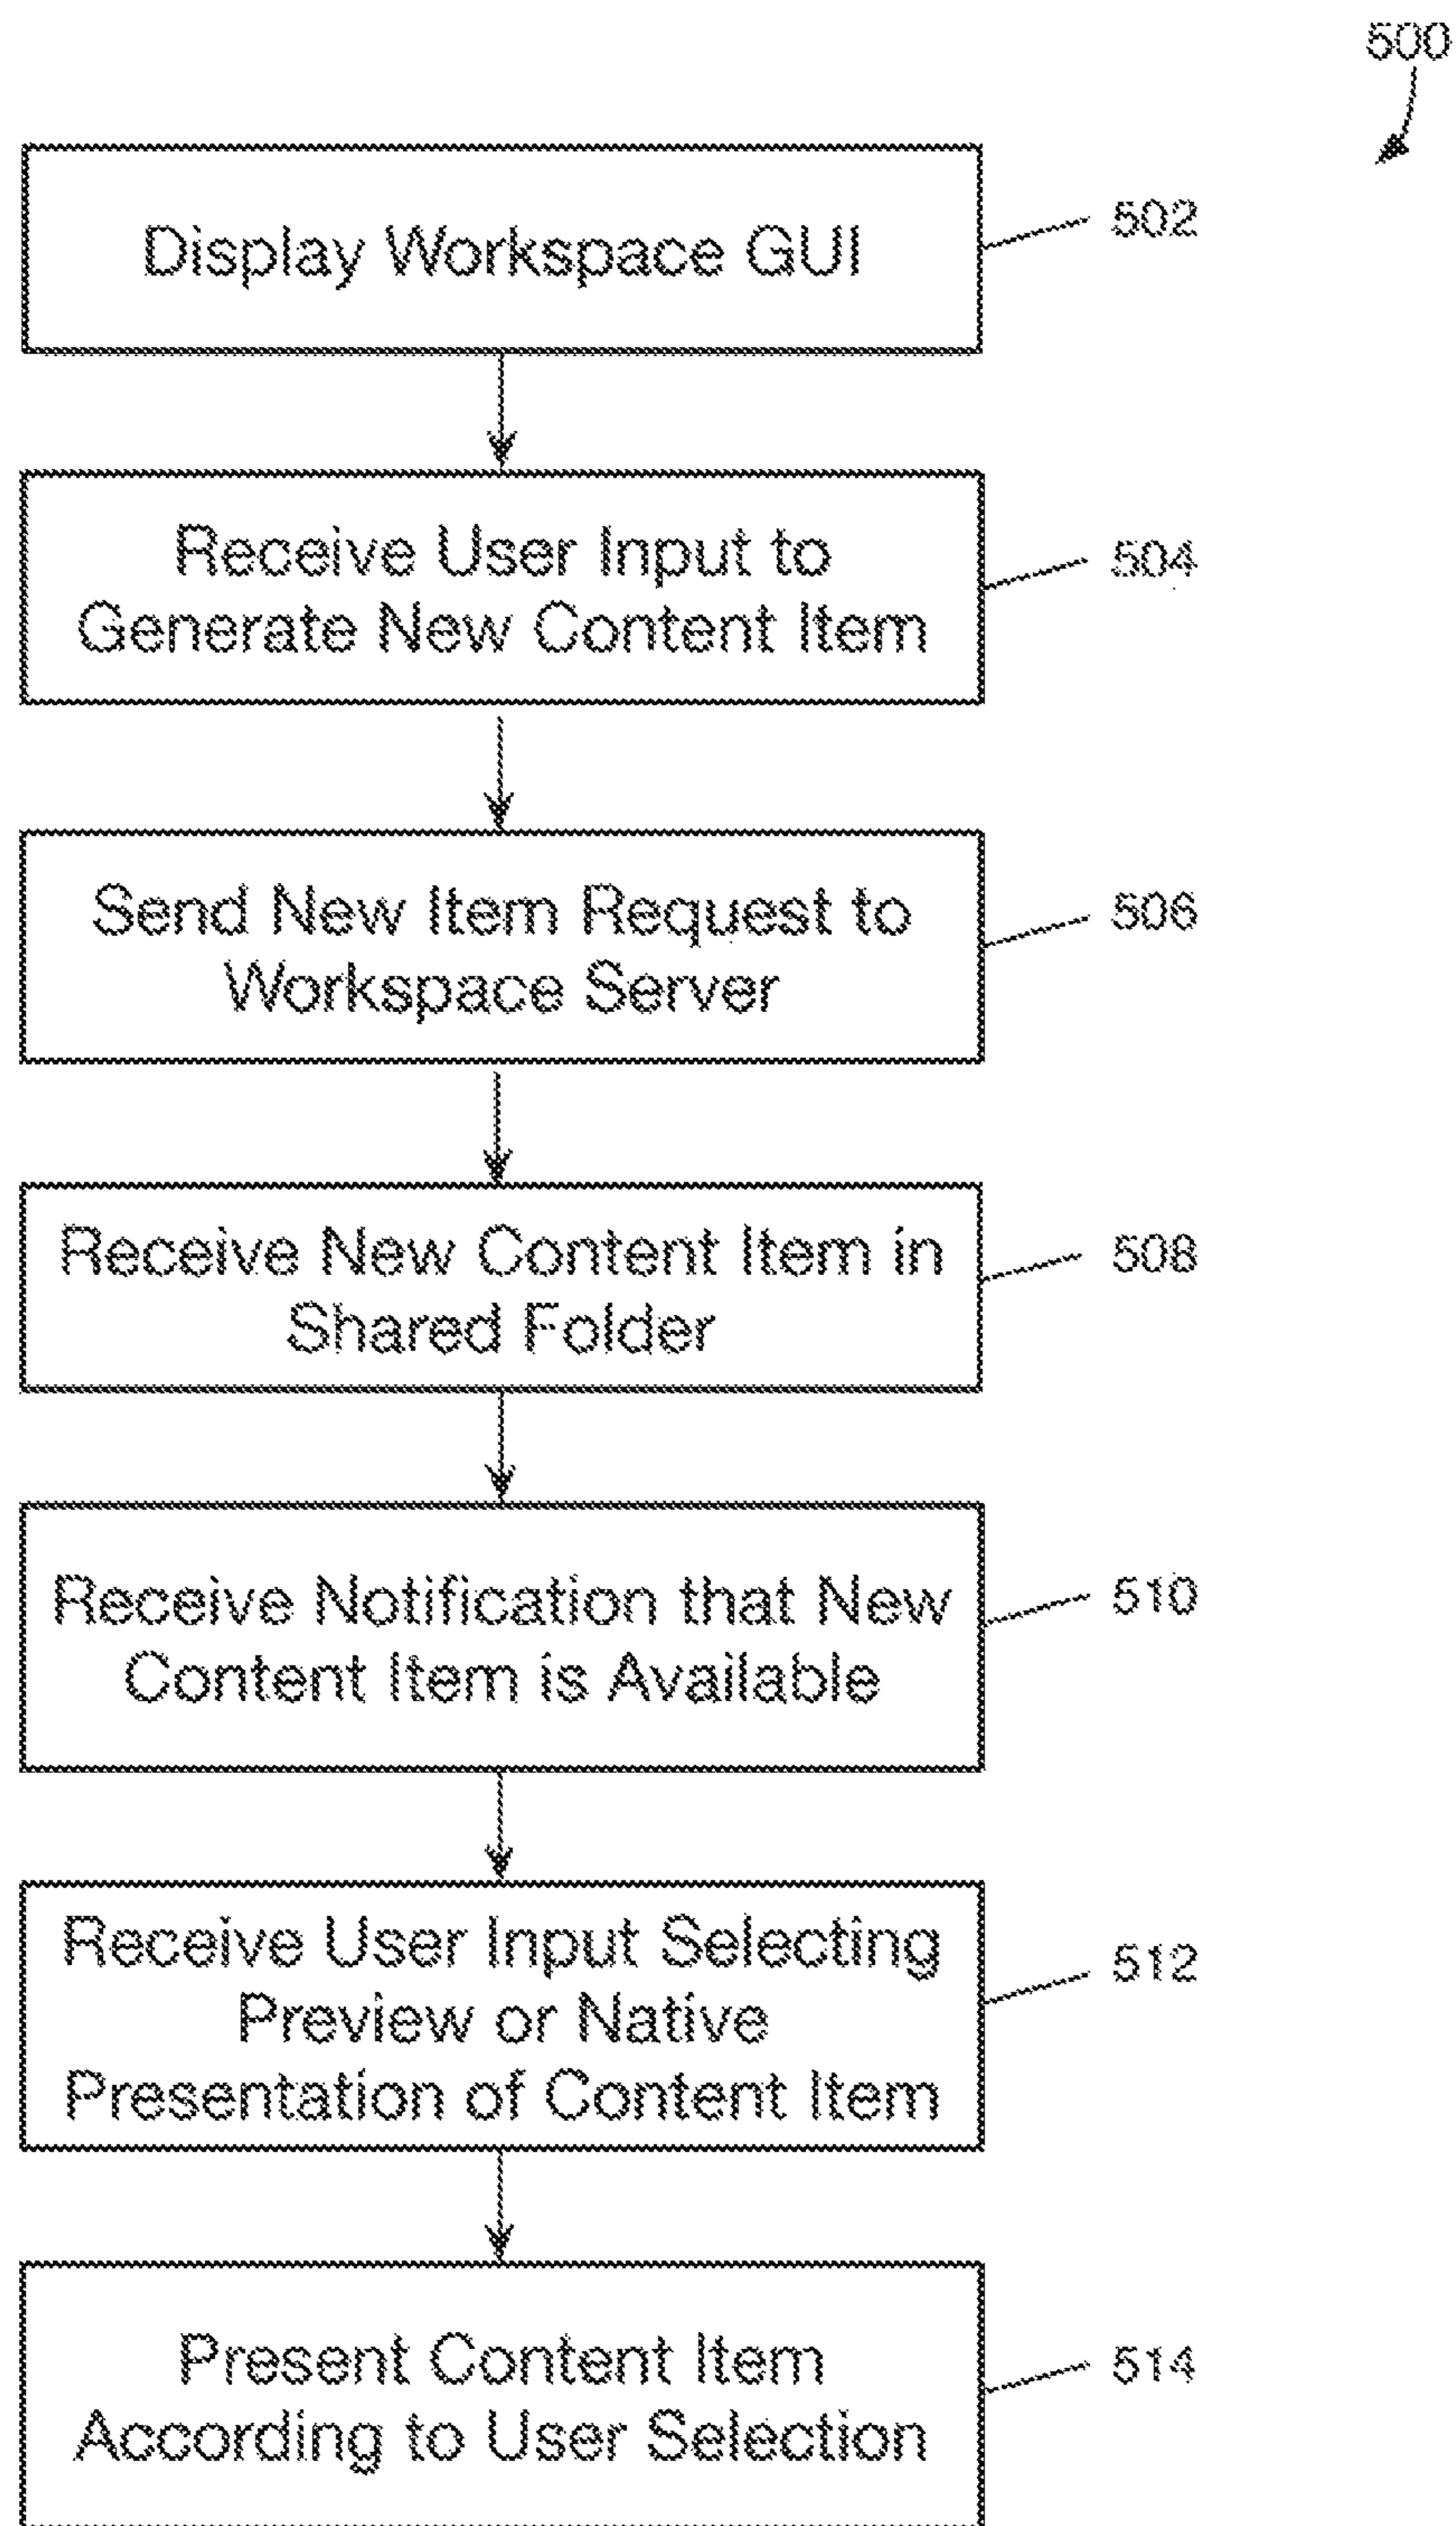 500
Display Workspace GUI
502
Receive User Input to
Generate New Content Item
504
Send New Item Request to
Workspace Server
506
Receive New Content Item in
Shared Folder
508
Receive Notification that New
Content Item is Available
510
Receive User Input Selecting
Preview or Native
Presentation of Content Item
512
Present Content Item
According to User Selection
514